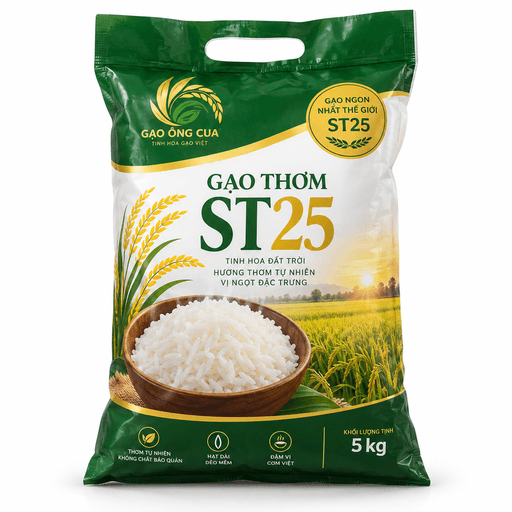 GẠO ÔNG CUA
TINH HOA GẠO VIỆT
GẠO NGON
NHẤT THẾ GIỚI
ST25
GẠO THƠM
ST25
TINH HOA ĐẤT TRỜI
HƯƠNG THƠM TỰ NHIÊN
VỊ NGỌT ĐẶC TRƯNG
THƠM TỰ NHIÊN
KHÔNG CHẤT BẢO QUẢN
HẠT DÀI
DẺO MỀM
ĐẬM VỊ
CƠM VIỆT
KHỐI LƯỢNG TỊNH
5 kg